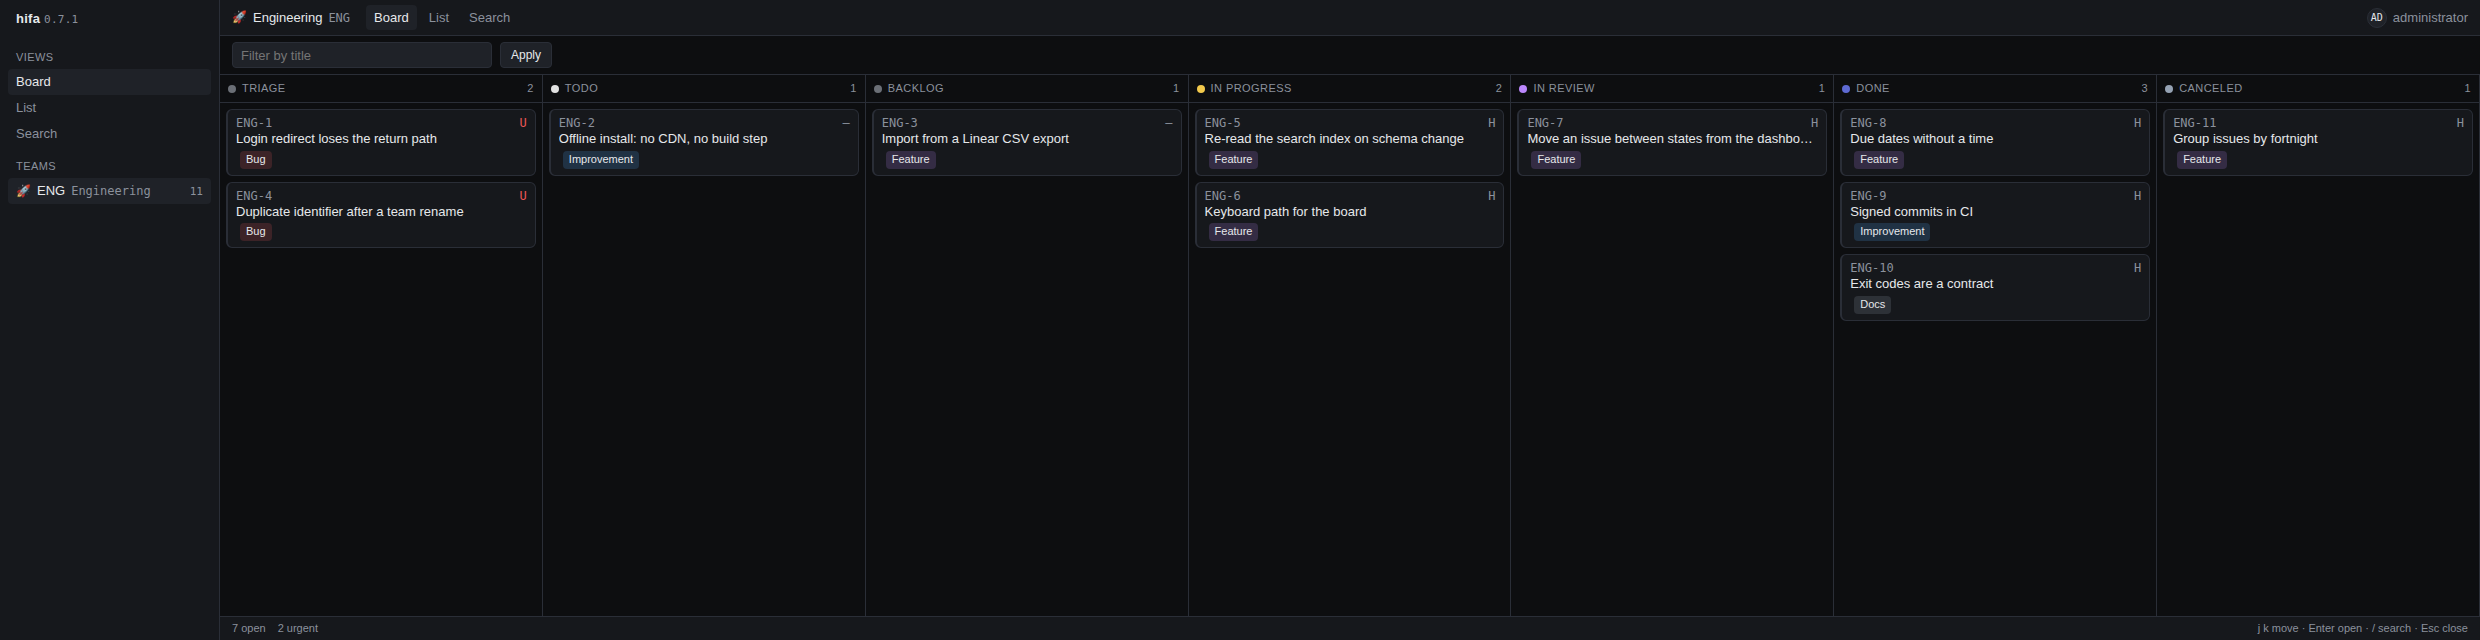 hifa 0.7.1
VIEWS
Board
List
Search
TEAMS
🚀 ENG Engineering 11
🚀 Engineering ENG Board List Search
AD administrator
Filter by title Apply
TRIAGE 2
ENG-1 U
Login redirect loses the return path
Bug
ENG-4 U
Duplicate identifier after a team rename
Bug
TODO 1
ENG-2 —
Offline install: no CDN, no build step
Improvement
BACKLOG 1
ENG-3 —
Import from a Linear CSV export
Feature
IN PROGRESS 2
ENG-5 H
Re-read the search index on schema change
Feature
ENG-6 H
Keyboard path for the board
Feature
IN REVIEW 1
ENG-7 H
Move an issue between states from the dashbo…
Feature
DONE 3
ENG-8 H
Due dates without a time
Feature
ENG-9 H
Signed commits in CI
Improvement
ENG-10 H
Exit codes are a contract
Docs
CANCELED 1
ENG-11 H
Group issues by fortnight
Feature
7 open 2 urgent
j k move · Enter open · / search · Esc close